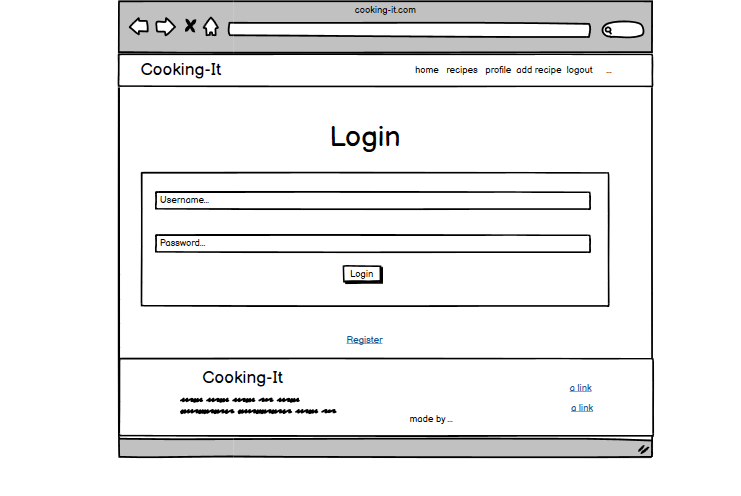 cooking-it.com
Cooking-It home recipes profile add recipe logout ...
Login
Username...
Password...
Login
Register
Cooking-It
a link
a link
made by ...